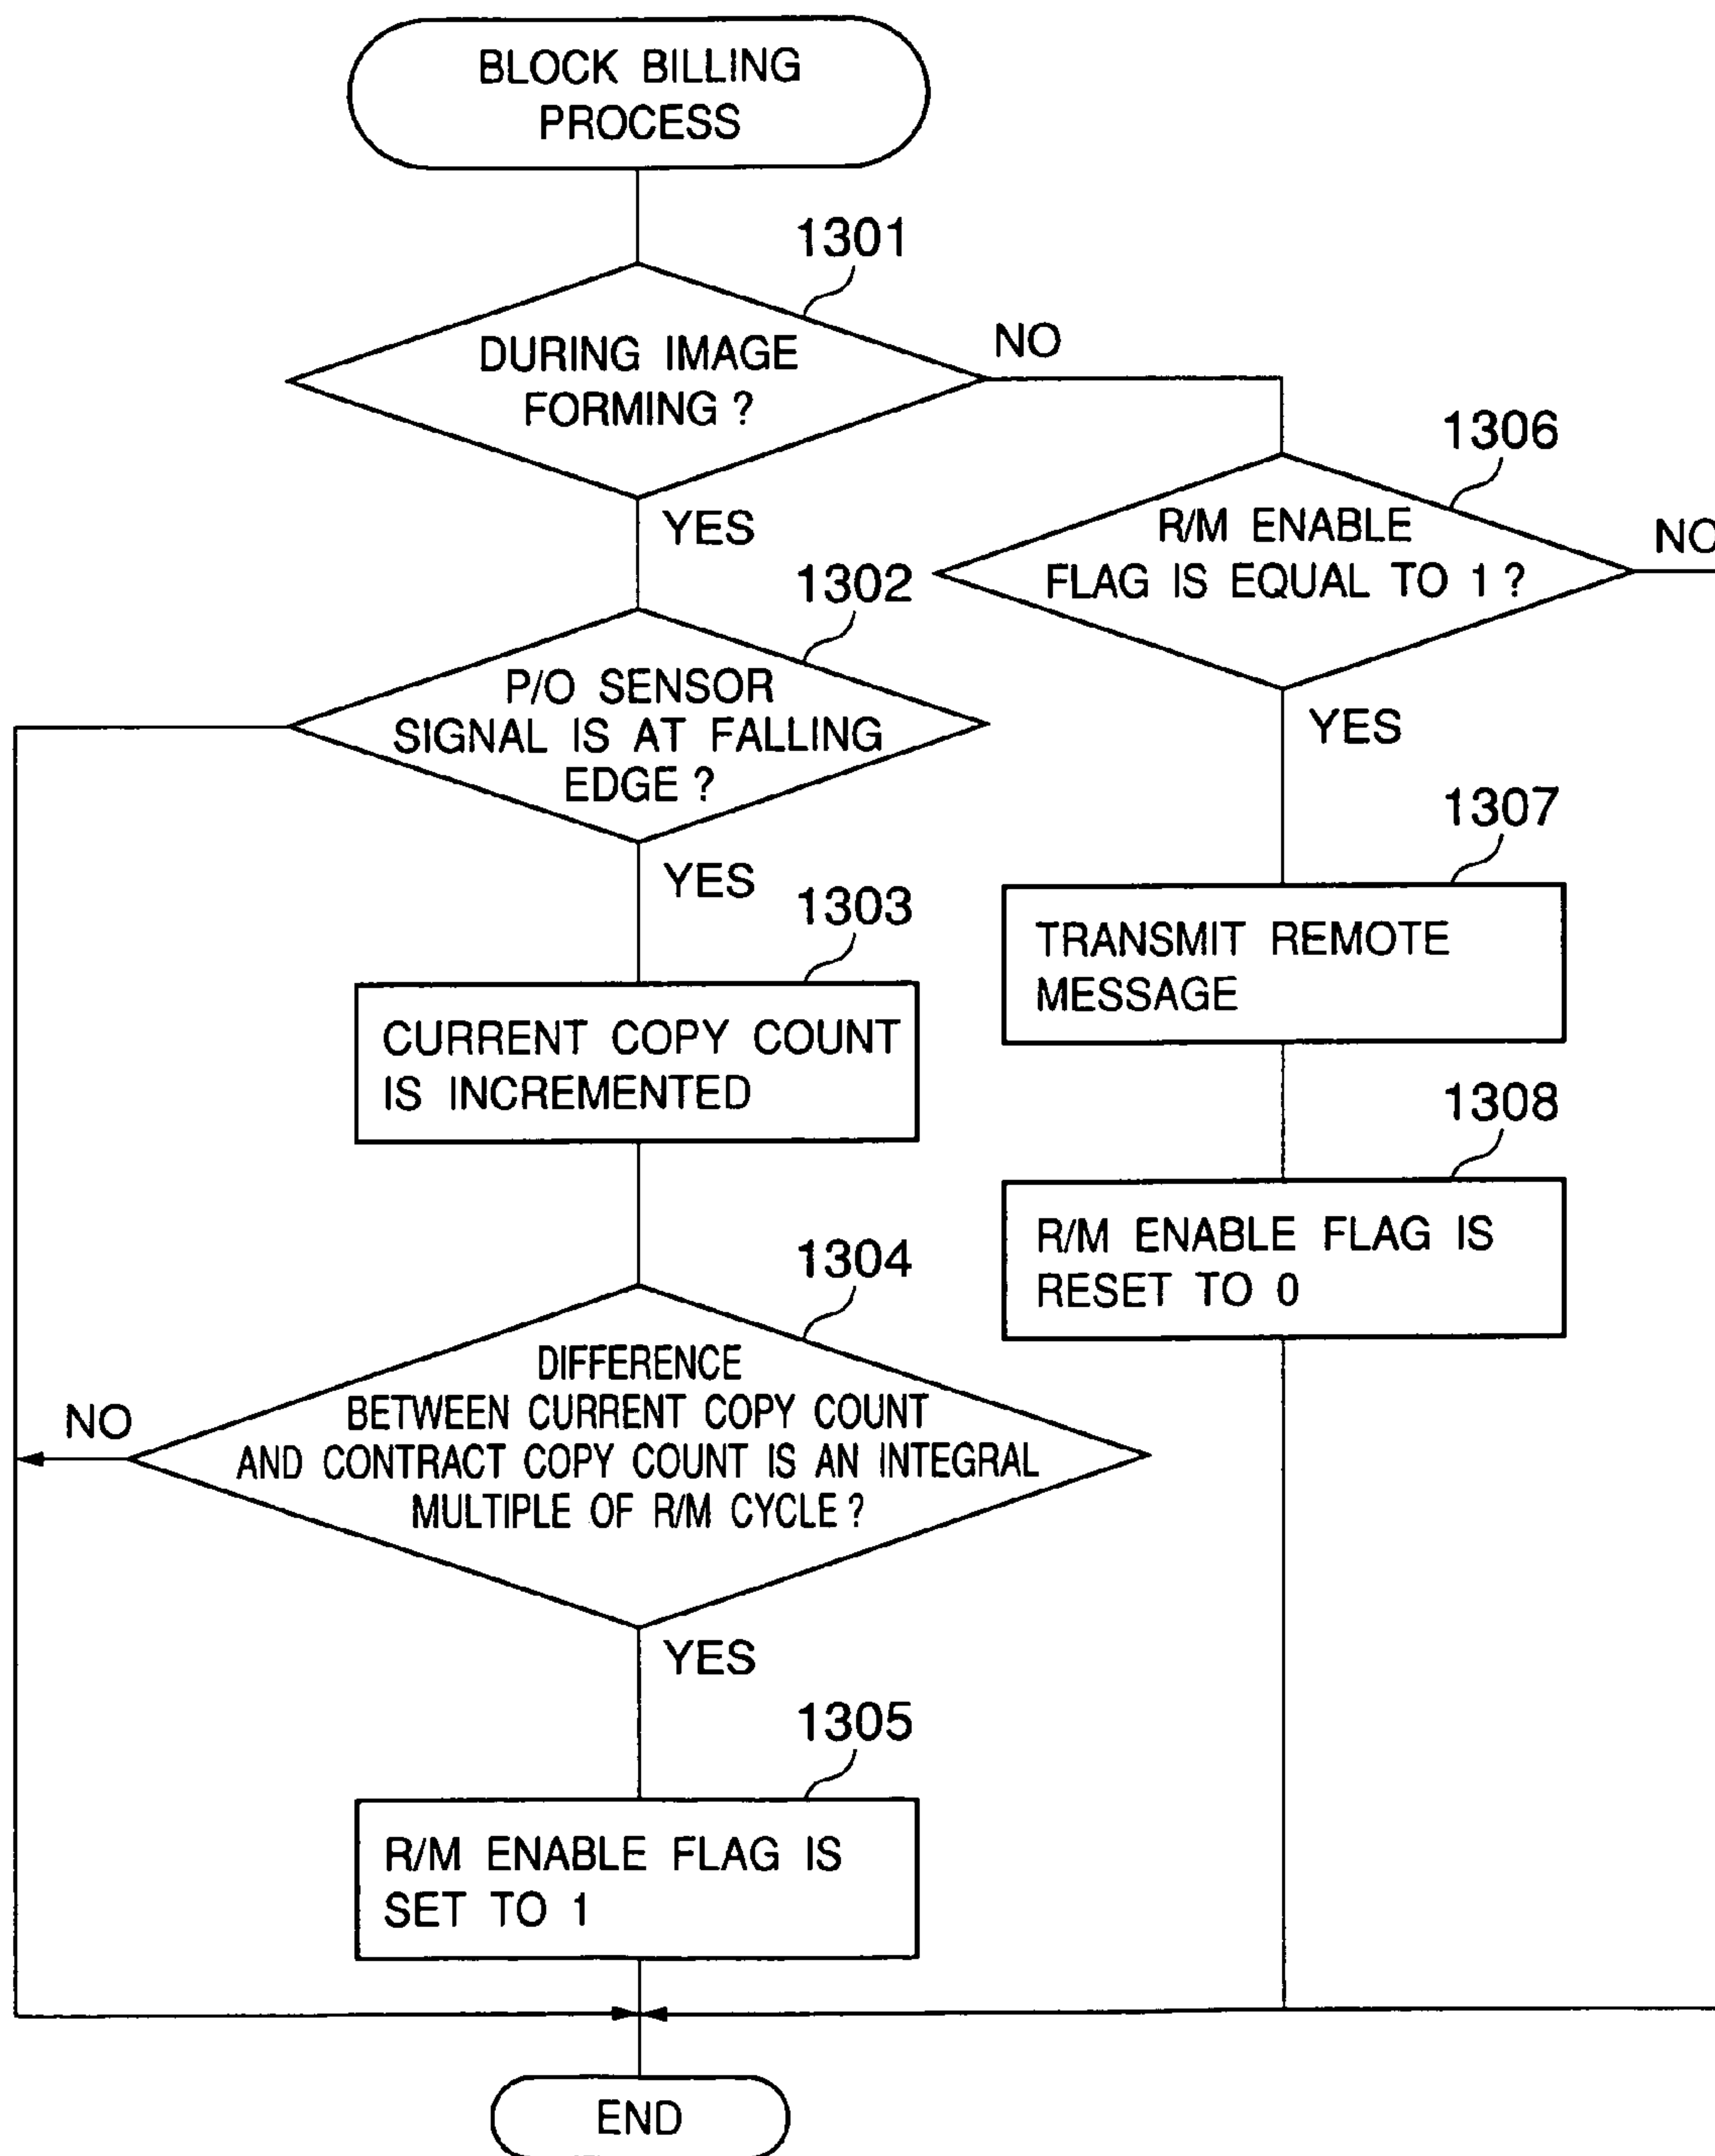 BLOCK BILLING
PROCESS
1301
DURING IMAGE
FORMING ?
NO
YES
1306
R/M ENABLE
FLAG IS EQUAL TO 1 ?
NO
YES
1302
P/O SENSOR
SIGNAL IS AT FALLING
EDGE ?
YES
1303
CURRENT COPY COUNT
IS INCREMENTED
1307
TRANSMIT REMOTE
MESSAGE
1308
R/M ENABLE FLAG IS
RESET TO 0
1304
DIFFERENCE
BETWEEN CURRENT COPY COUNT
AND CONTRACT COPY COUNT IS AN INTEGRAL
MULTIPLE OF R/M CYCLE ?
NO
YES
1305
R/M ENABLE FLAG IS
SET TO 1
END